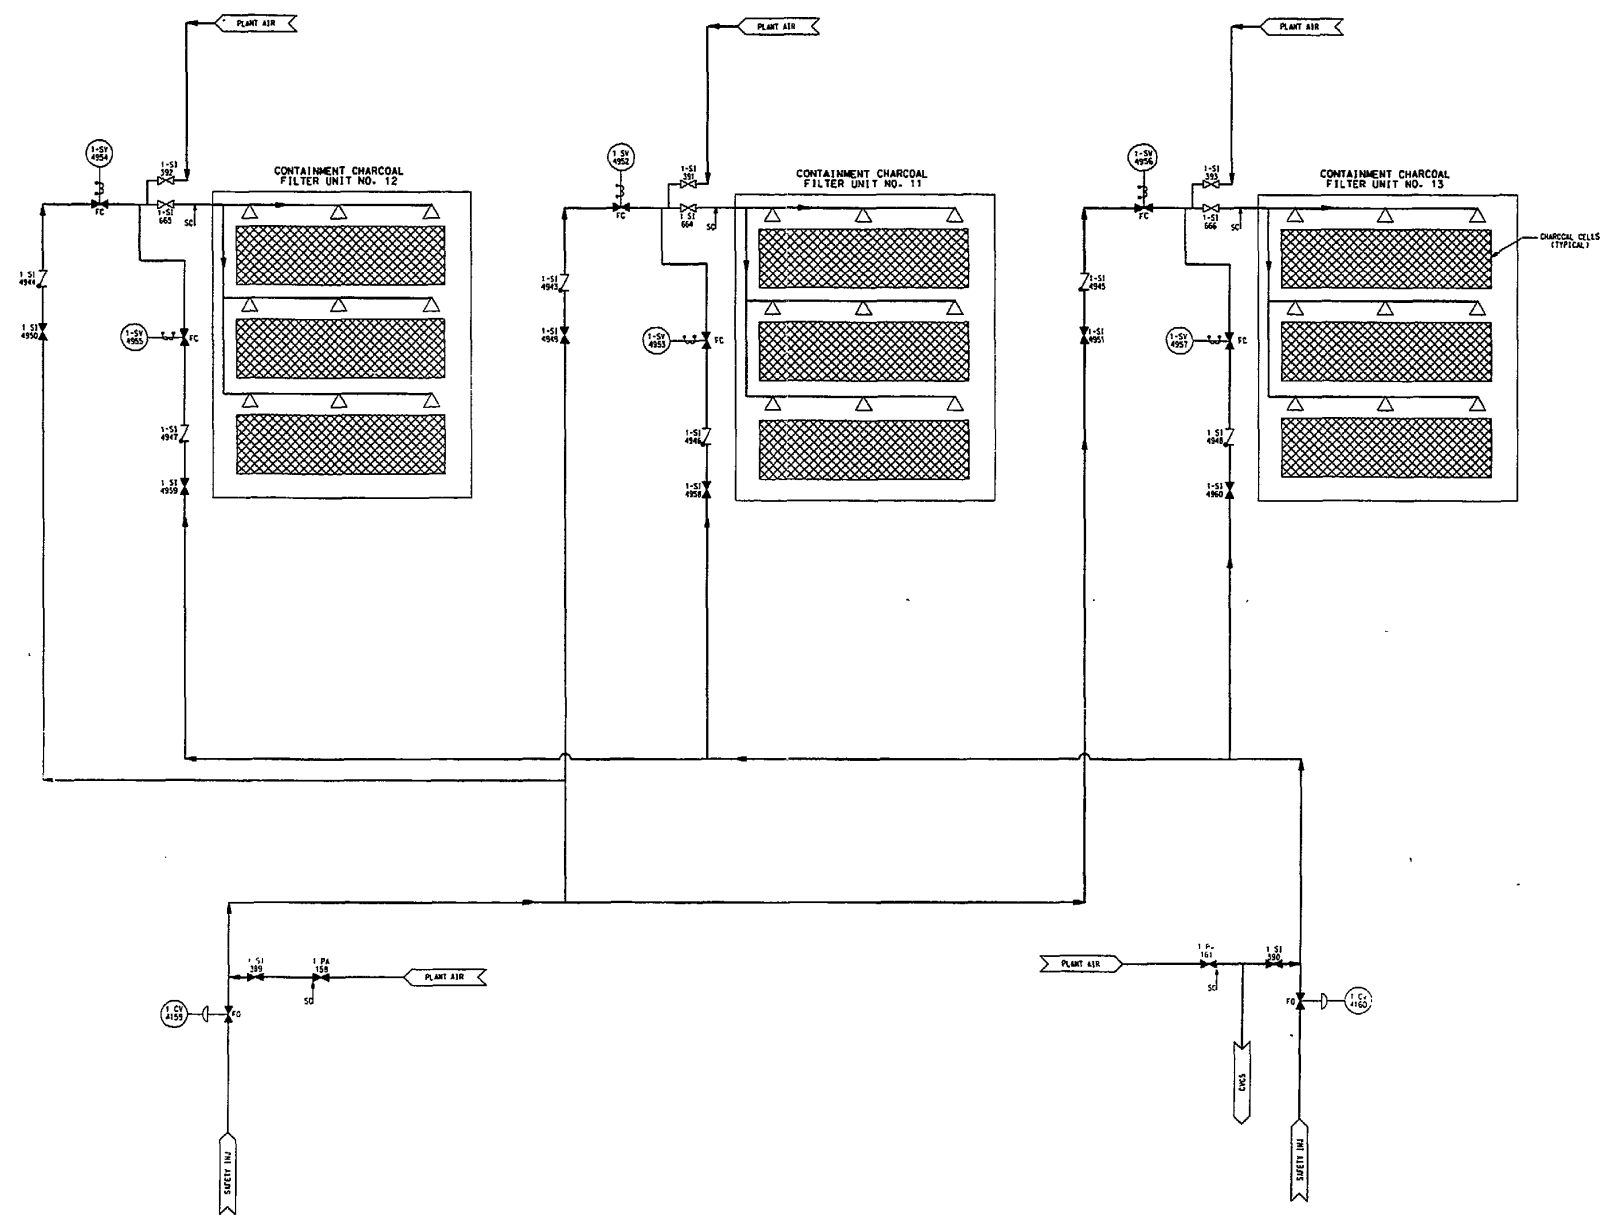 PLANT AIR
PLANT AIR
PLANT AIR
1-SV
4954
1-SI
392
CONTAINMENT CHARCOAL
FILTER UNIT NO. 12
FC
1-SI
665
SC
1 SI
4944
1 SI
4950
1-SV
4955
FC
1-SI
4947
1 SI
4959
1 SV
4952
1-SI
391
CONTAINMENT CHARCOAL
FILTER UNIT NO. 11
FC
1 SI
664
SC
1-SI
4943
1-SI
4949
1-SV
4953
FC
1-SI
4946
1-SI
4958
1-SV
4956
1-SI
393
CONTAINMENT CHARCOAL
FILTER UNIT NO. 13
FC
1-SI
666
SC
CHARCOAL CELLS
(TYPICAL)
1-SI
4945
1-SI
4951
1-SV
4957
FC
1 SI
4948
1-SI
4960
1 SI
389
1 PA
158
PLANT AIR
SC
1 CV
4159
FO
SAFETY INJ
PLANT AIR
161
1 SI
390
SC
FO
1 CV
4160
CVCS
SAFETY INJ